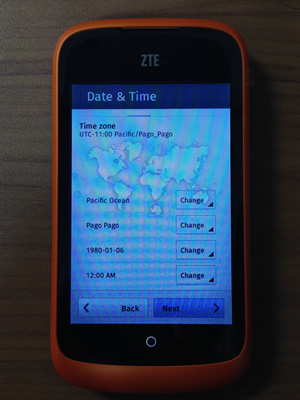 ZTE
Date & Time
Time zone
UTC-11:00 Pacific/Pago_Pago
Pacific Ocean Change
Pago Pago Change
1980-01-06 Change
12:00 AM Change
Back Next